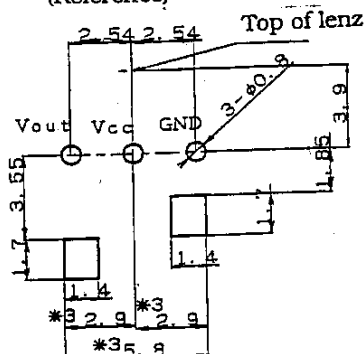 (Reference)
Top of lenz
2. 54 2. 54
3-φ0. 8
3. 9
Vout Vcc GND
3. 55
1. 85
1. 7
1. 7
1. 4
1. 4
*3 2. 9 *3 2. 9
*3 5. 8